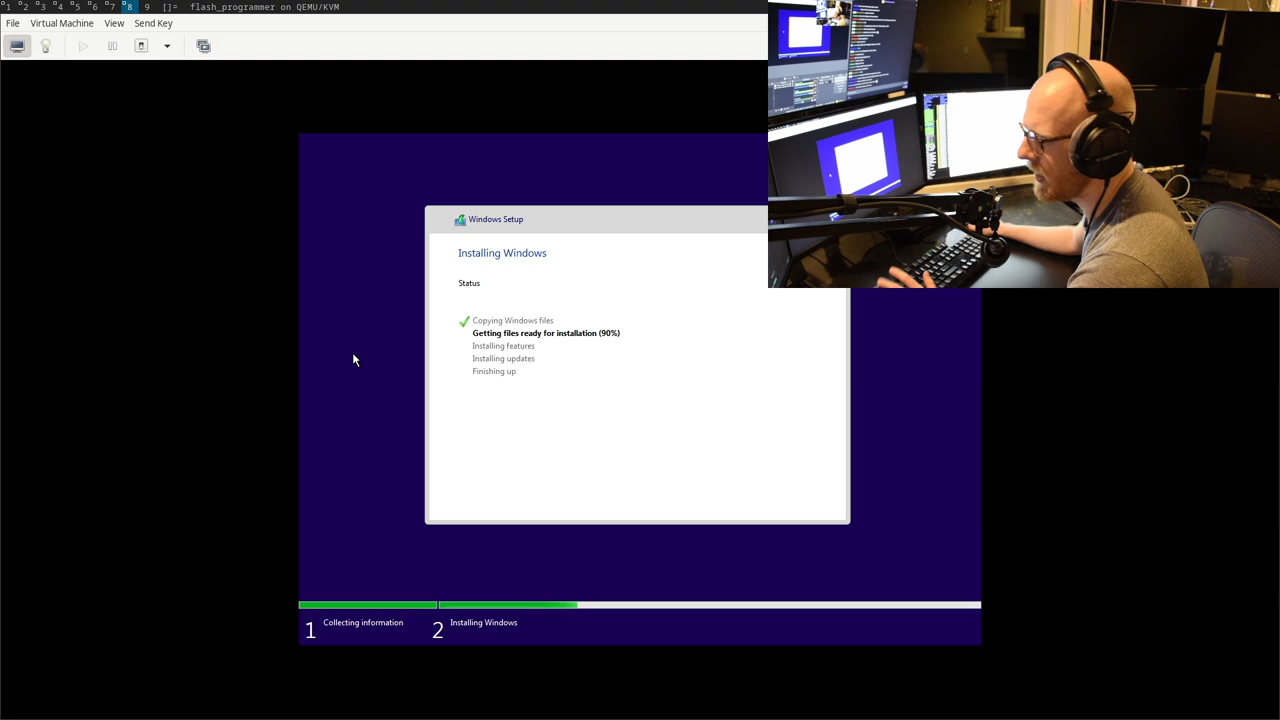 1 2 3 4 5 6 7 8 9 []= flash_programmer on QEMU/KVM
File Virtual Machine View Send Key
Windows Setup
Installing Windows
Status
Copying Windows files
Getting files ready for installation (90%)
Installing features
Installing updates
Finishing up
1 Collecting information 2 Installing Windows